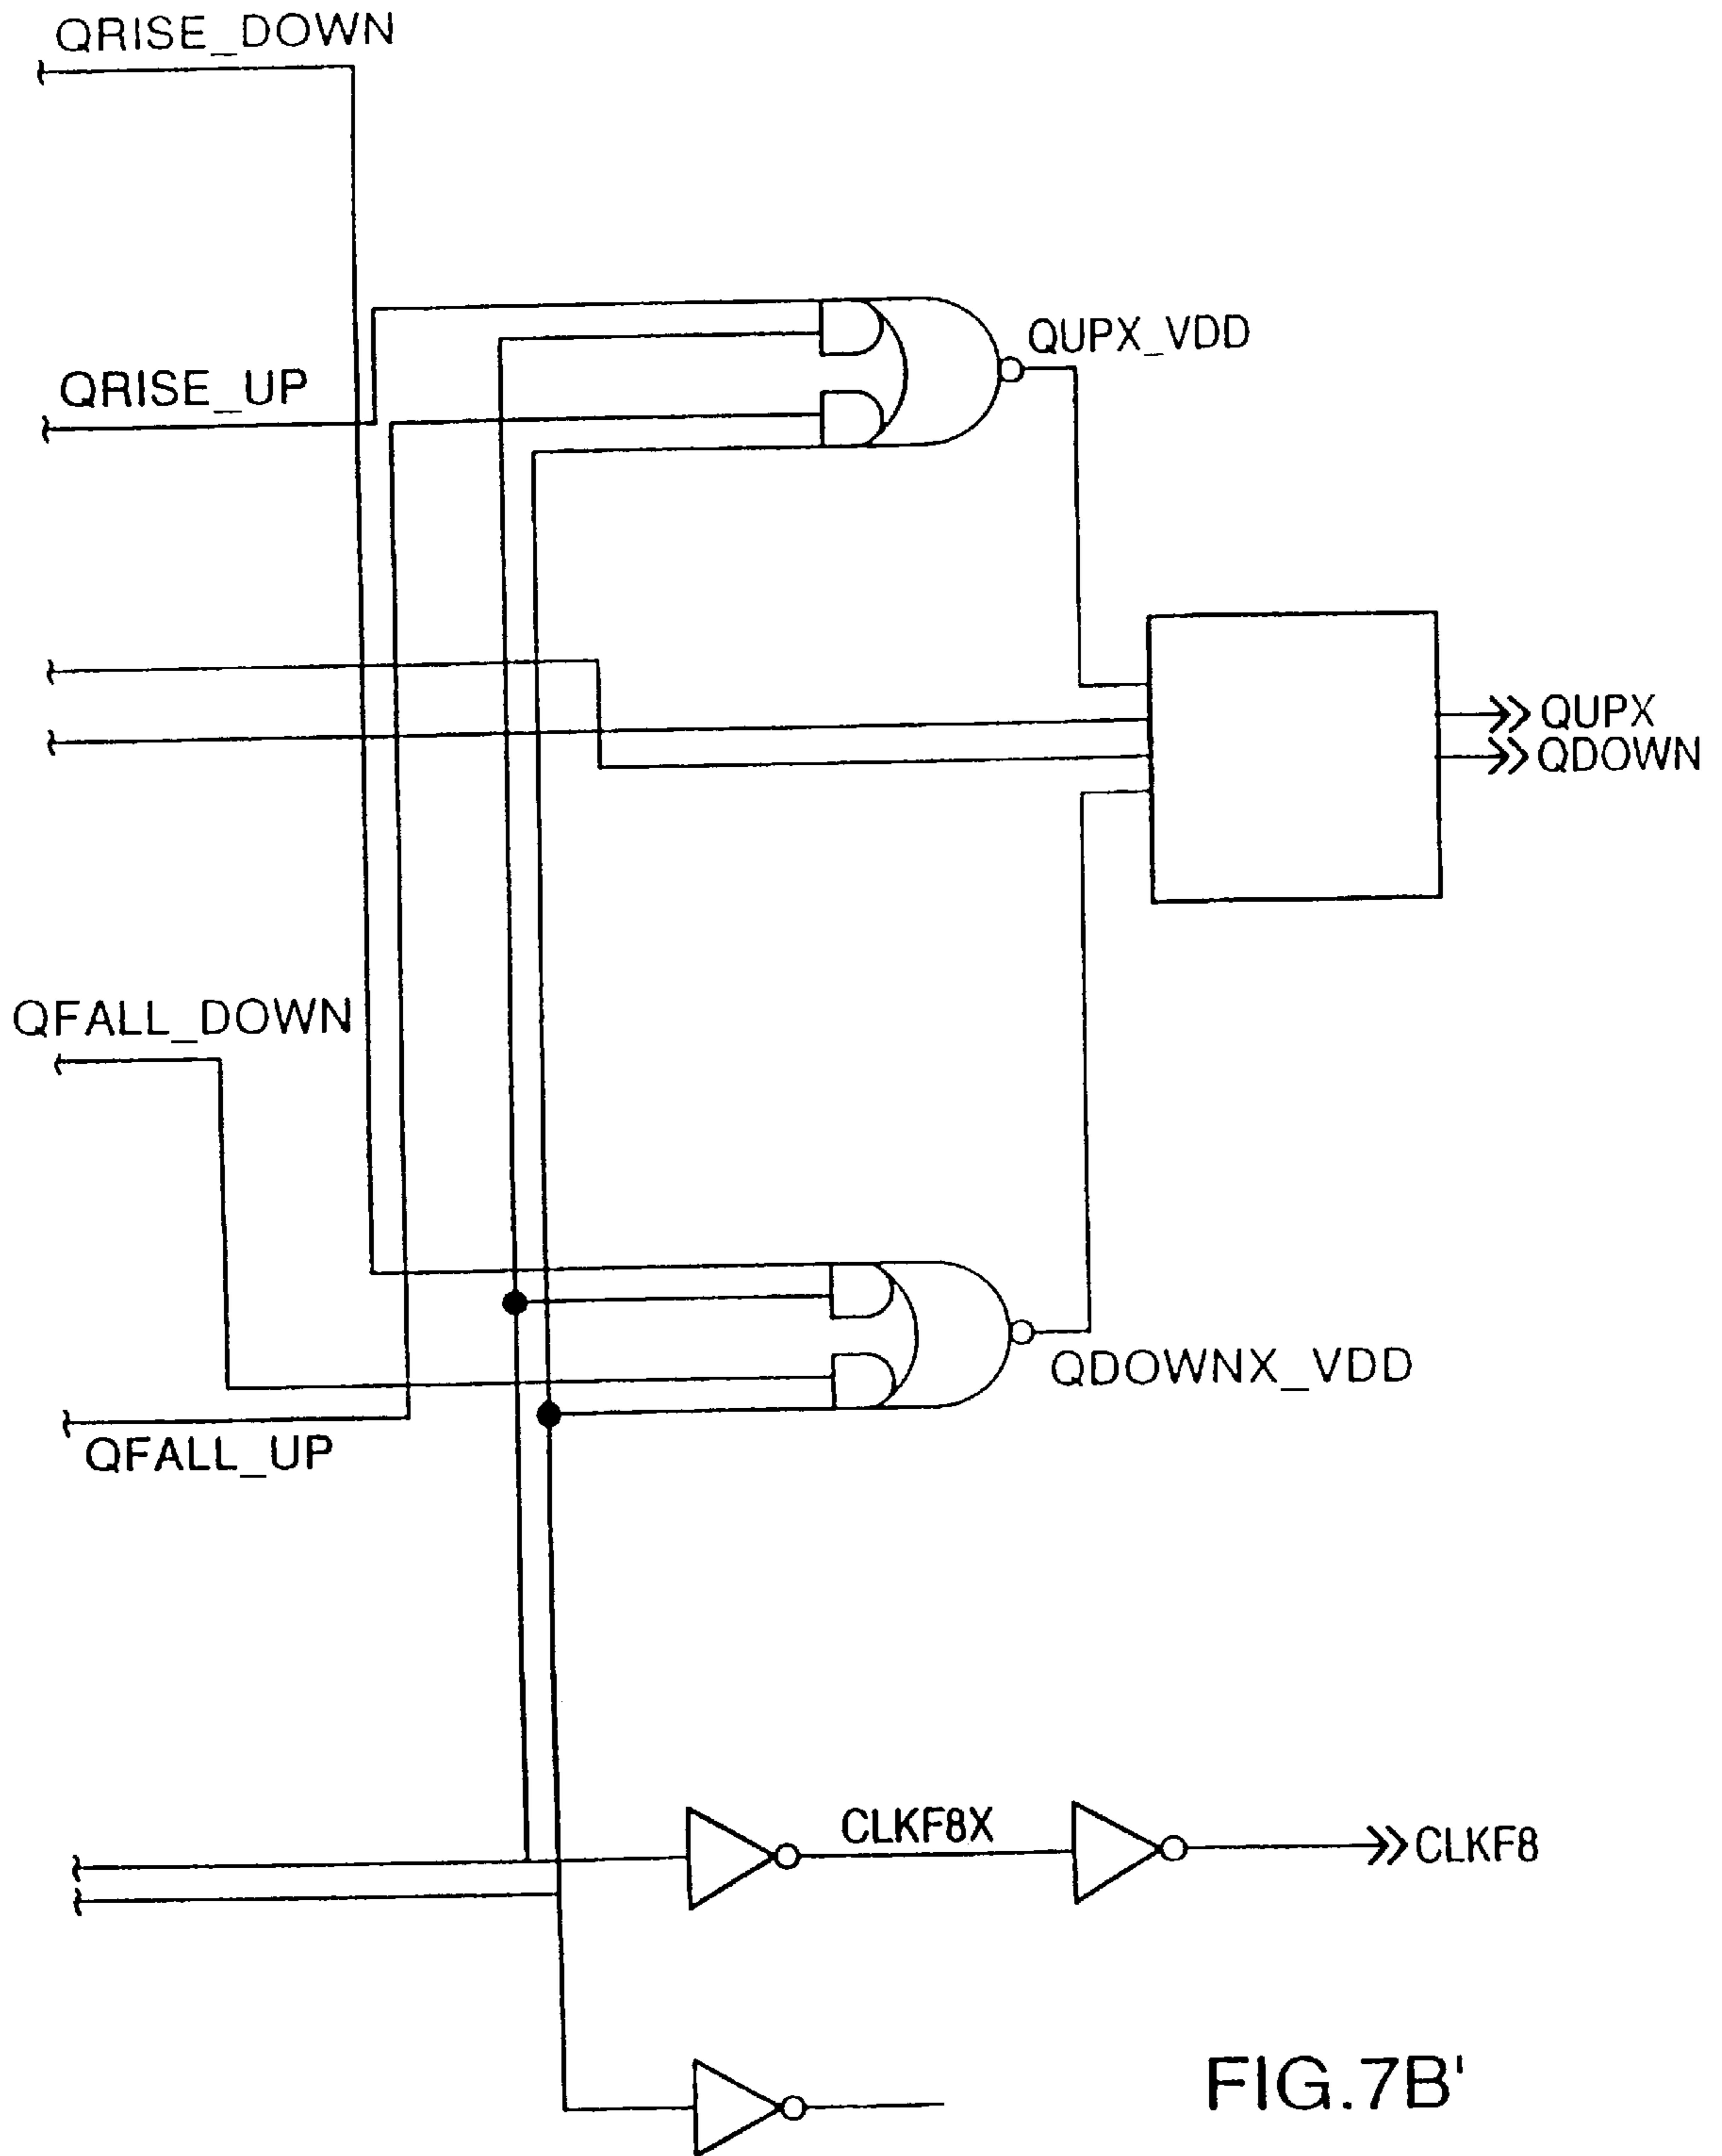 QRISE_DOWN
QUPX_VDD
QRISE_UP
QUPX
QDOWN
QFALL_DOWN
QDOWNX_VDD
QFALL_UP
CLKF8X
CLKF8
FIG.7B'